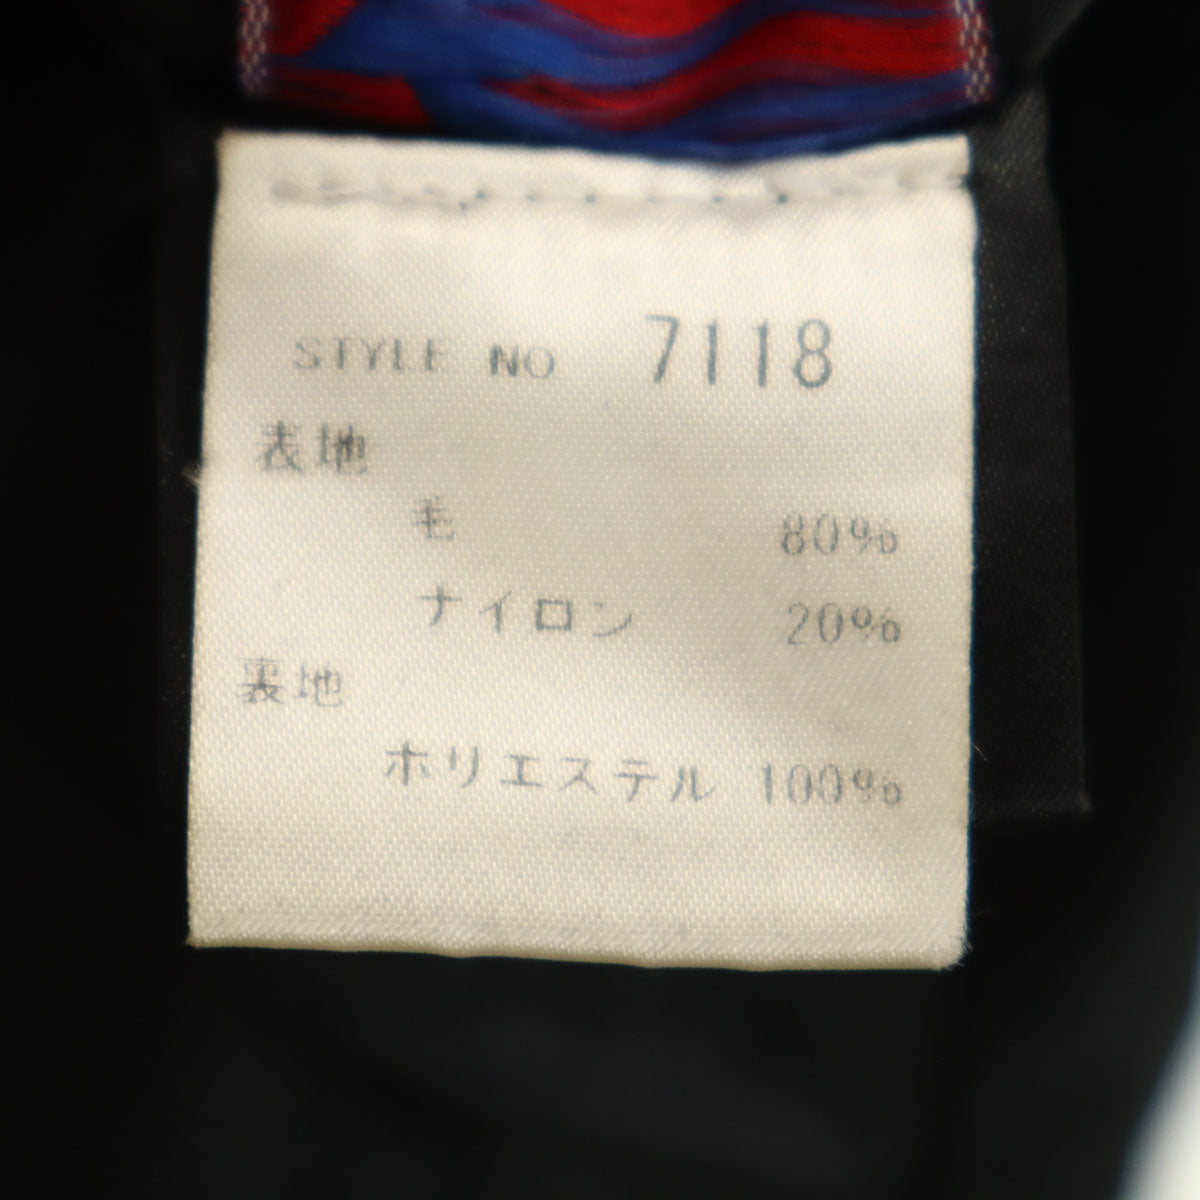 STYLE NO 7118
表地
毛 80%
ナイロン 20%
裏地
ポリエステル 100%